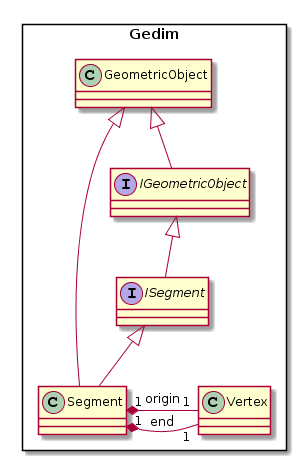 Gedim
C GeometricObject
I IGeometricObject
I ISegment
C Segment
1 origin 1
1 end 1
C Vertex